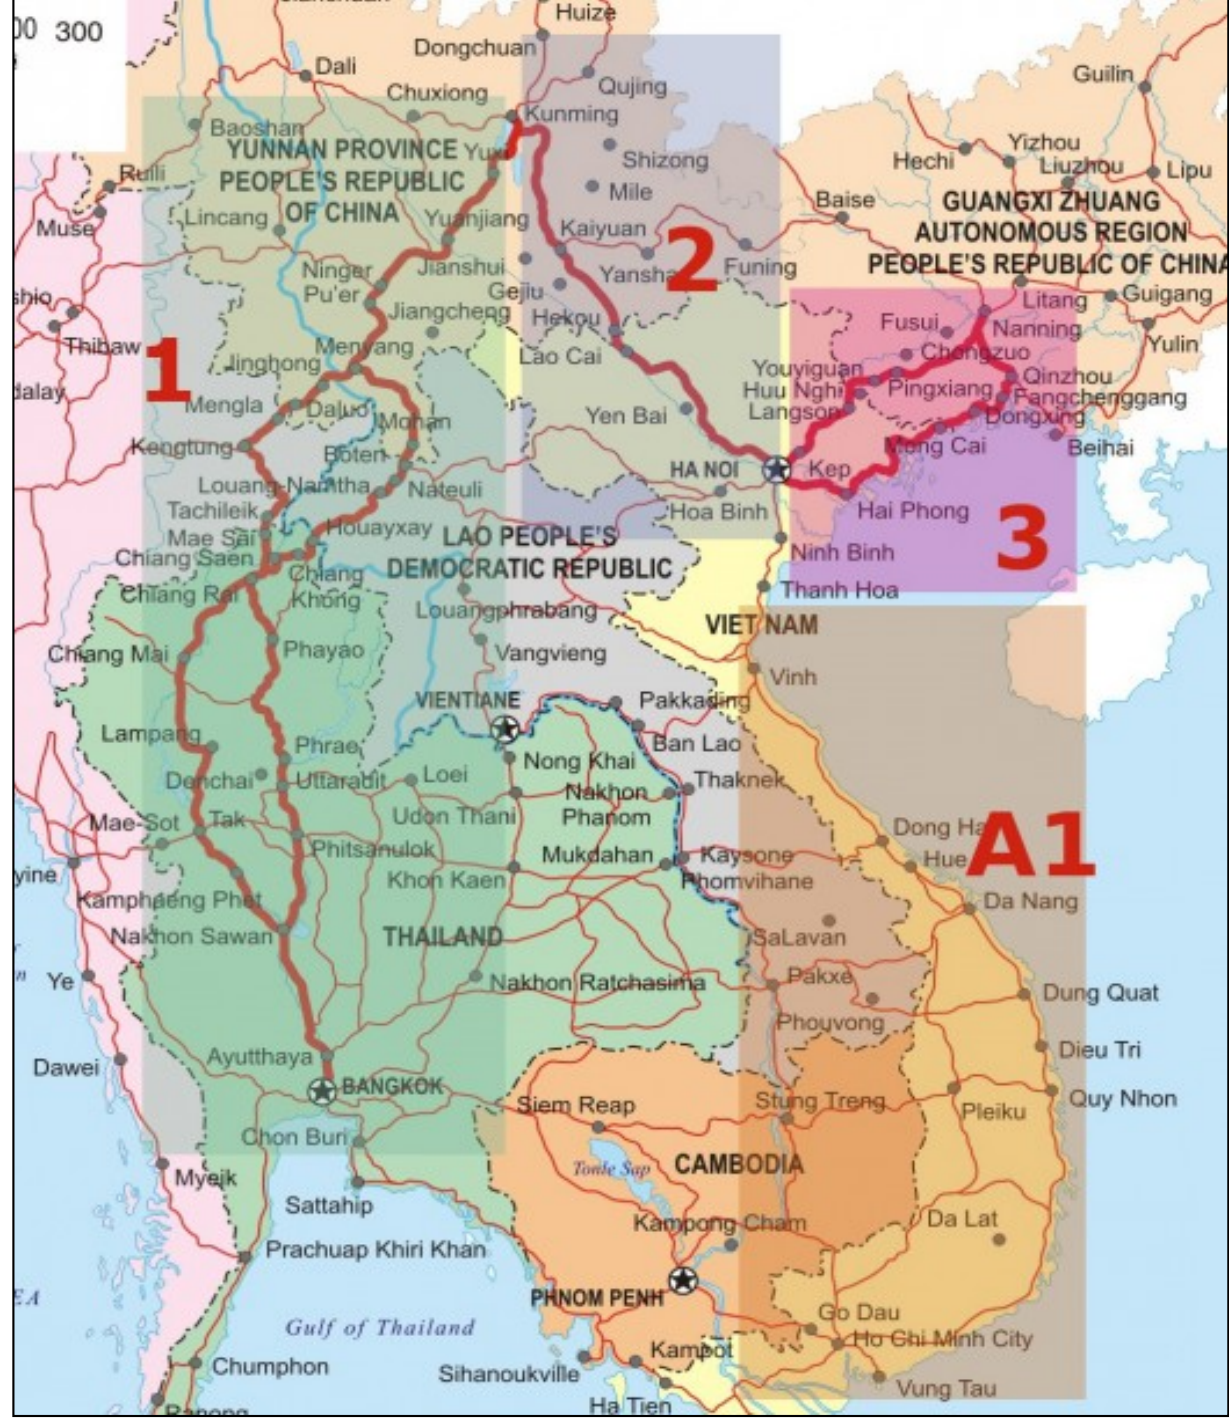 300
Huize
Dongchuan
Dali
Qujing
Guilin
Chuxiong
Kunming
Baoshan
YUNNAN PROVINCE
PEOPLE'S REPUBLIC
OF CHINA
Yuxi
Shizong
Yizhou
Hechi
Liuzhou
Lipu
Ruili
Mile
Baise
GUANGXI ZHUANG
AUTONOMOUS REGION
PEOPLE'S REPUBLIC OF CHINA
Muse
Lincang
Yuanjiang
Kaiyuan
2
Yansha
Funing
Ninger
Jianshui
Pu'er
Gejiu
Litang
Guigang
shio
Jiangcheng
Hekou
Fusui
Nanning
Thibaw
1
Menyang
Lao Cai
Chongzuo
Yulin
Jinghong
Youyiguan
Qinzhou
dalay
Huu Nghi
Pingxiang
Fangchenggang
Mengla
Daluo
Mohan
Yen Bai
Langson
Dongxing
Kengtung
Boten
Mong Cai
Beihai
HA NOI
Kep
Louang-Namtha
Nateuli
Tachileik
Hoa Binh
Hai Phong
Mae Sai
Houayxay
LAO PEOPLE'S
DEMOCRATIC REPUBLIC
3
Chiang Saen
Ninh Binh
Chiang Rai
Chiang
Khong
Thanh Hoa
Louangphrabang
VIET NAM
Chiang Mai
Phayao
Vangvieng
Vinh
VIENTIANE
Pakkading
Lampang
Phrae
Ban Lao
Nong Khai
Denchai
Uttaradit
Loei
Nakhon
Phanom
Thaknek
Udon Thani
Mae-Sot
Tak
Phitsanulok
Mukdahan
Kaysone
Phomvihane
Dong Ha
A1
Hue
yine
Khon Kaen
Kamphaeng Phet
Da Nang
Nakhon Sawan
THAILAND
SaLavan
n
Ye
Nakhon Ratchasima
Pakxe
Dung Quat
Phouvong
Dawei
Ayutthaya
Dieu Tri
BANGKOK
Siem Reap
Stung Treng
Pleiku
Quy Nhon
Chon Buri
Tonle Sap
CAMBODIA
Myeik
Sattahip
Kampong Cham
Da Lat
Prachuap Khiri Khan
EA
PHNOM PENH
Go Dau
Gulf of Thailand
Ho Chi Minh City
Chumphon
Sihanoukville
Kampot
Vung Tau
Ha Tien
Ranong